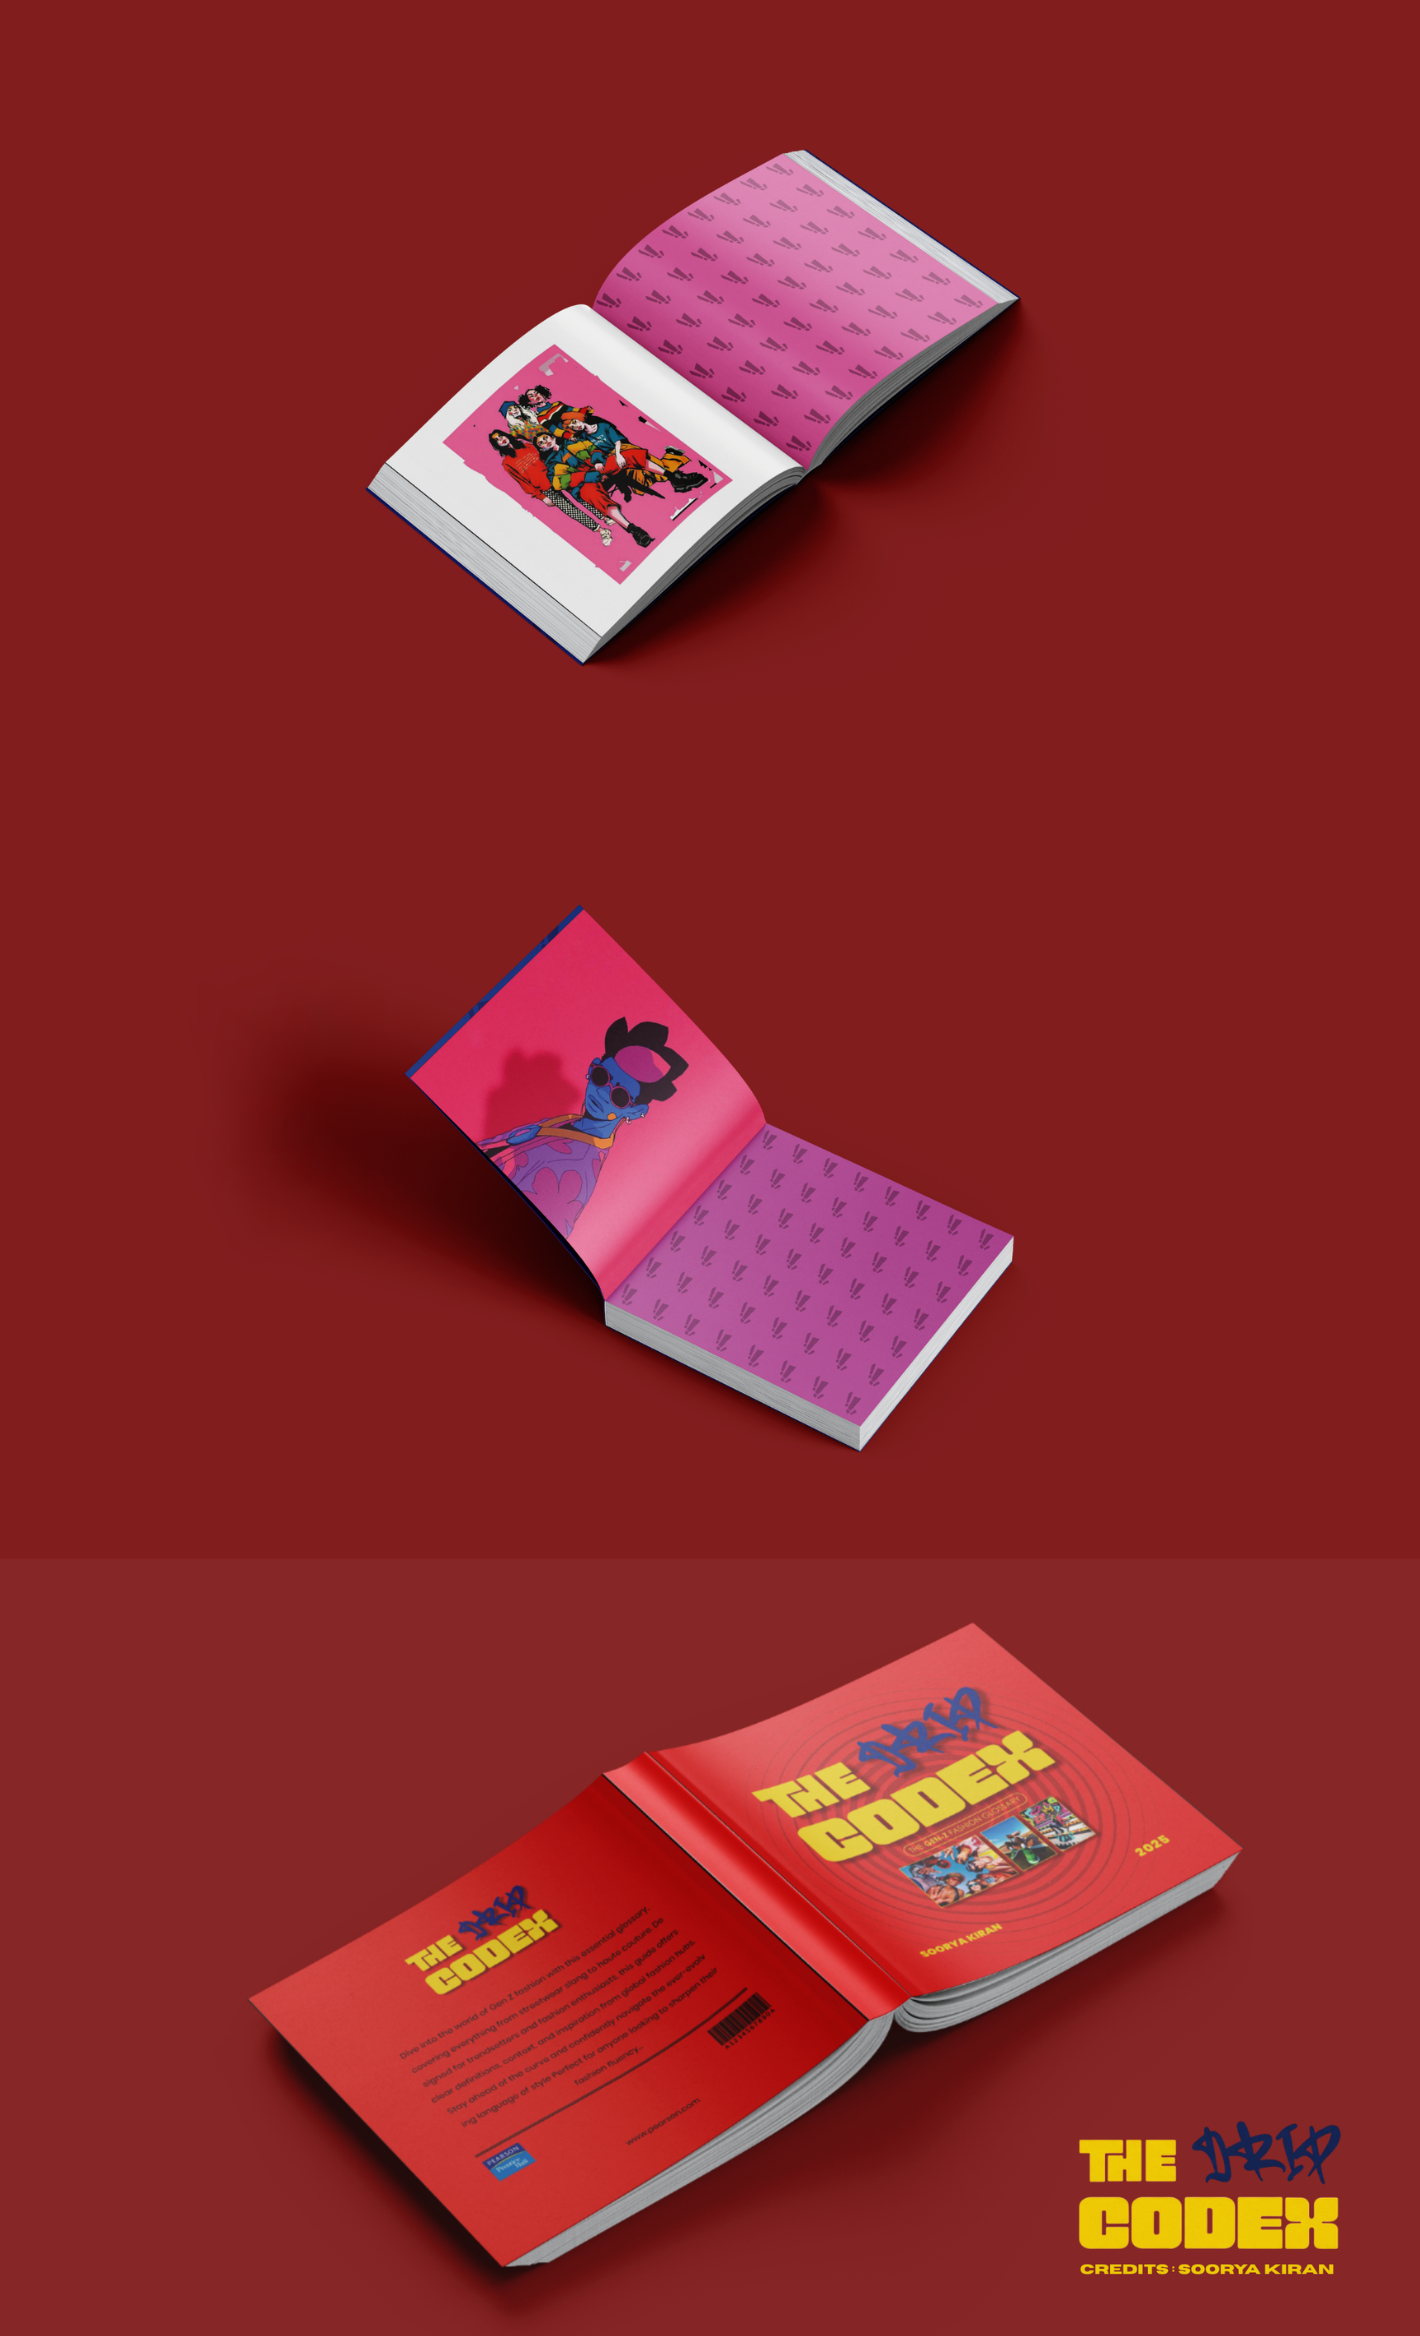 THE DRIP
CODEX
THE GEN-Z FASHION GLOSSARY
2025
SOORYA KIRAN
THE DRIP
CODEX
Dive into the world of Gen Z fashion with this essential glossary,
covering everything from streetwear slang to haute couture. De
signed for trendsetters and fashion enthusiasts, this guide offers
clear definitions, context, and inspiration from global fashion hubs.
Stay ahead of the curve and confidently navigate the ever-evolv
ing language of style Perfect for anyone looking to sharpen their
fashion fluency..
www.pearson.com
PEARSON
Prentice
Hall
THE DRIP
CODEX
CREDITS : SOORYA KIRAN